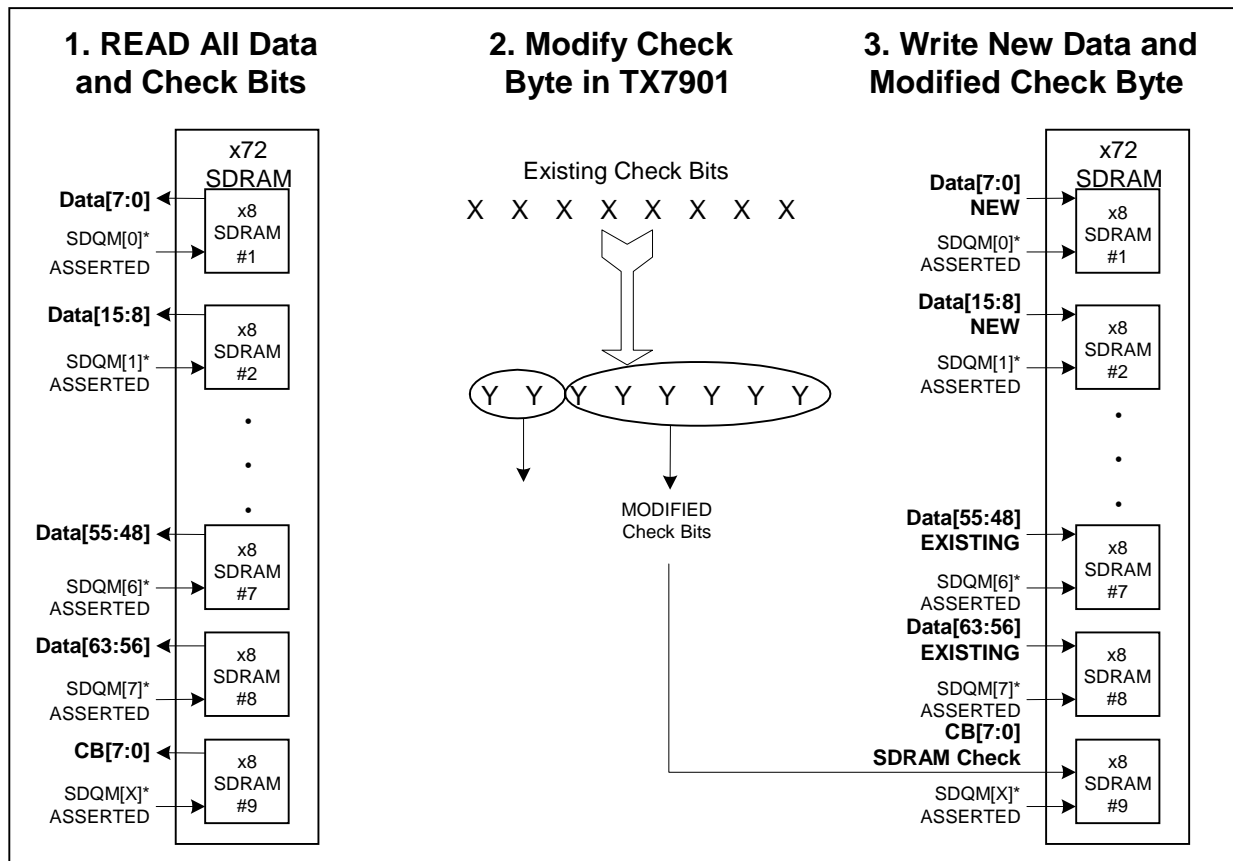 1. READ All Data
and Check Bits
x72
SDRAM
Data[7:0]
x8
SDRAM
#1
SDQM[0]*
ASSERTED
Data[15:8]
x8
SDRAM
#2
SDQM[1]*
ASSERTED
Data[55:48]
x8
SDRAM
#7
SDQM[6]*
ASSERTED
Data[63:56]
x8
SDRAM
#8
SDQM[7]*
ASSERTED
CB[7:0]
x8
SDRAM
#9
SDQM[X]*
ASSERTED
2. Modify Check
Byte in TX7901
Existing Check Bits
X X X X X X X X
Y Y Y Y Y Y Y Y
MODIFIED
Check Bits
3. Write New Data and
Modified Check Byte
x72
SDRAM
Data[7:0]
NEW
x8
SDRAM
#1
SDQM[0]*
ASSERTED
Data[15:8]
NEW
x8
SDRAM
#2
SDQM[1]*
ASSERTED
Data[55:48]
EXISTING
x8
SDRAM
#7
SDQM[6]*
ASSERTED
Data[63:56]
EXISTING
x8
SDRAM
#8
SDQM[7]*
ASSERTED
CB[7:0]
SDRAM Check
x8
SDRAM
#9
SDQM[X]*
ASSERTED